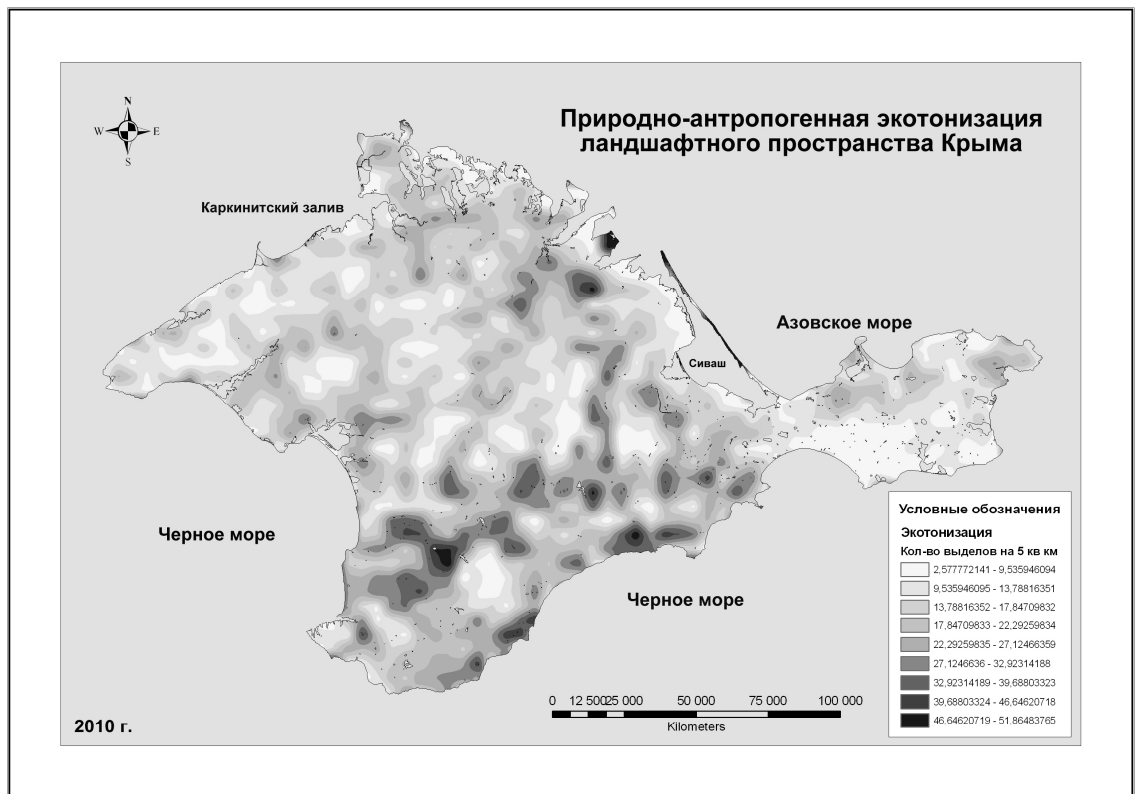 Природно-антропогенная экотонизация
ландшафтного пространства Крыма
N
W E
S
Каркинитский залив
Азовское море
Сиваш
Черное море
Черное море
Условные обозначения
Экотонизация
Кол-во выделов на 5 кв км
2,577772141 - 9,535946094
9,535946095 - 13,78816351
13,78816352 - 17,84709832
17,84709833 - 22,29259834
22,29259835 - 27,12466359
27,1246636 - 32,92314188
32,92314189 - 39,68803323
39,68803324 - 46,64620718
46,64620719 - 51,86483765
0 12 500 25 000 50 000 75 000 100 000
Kilometers
2010 г.